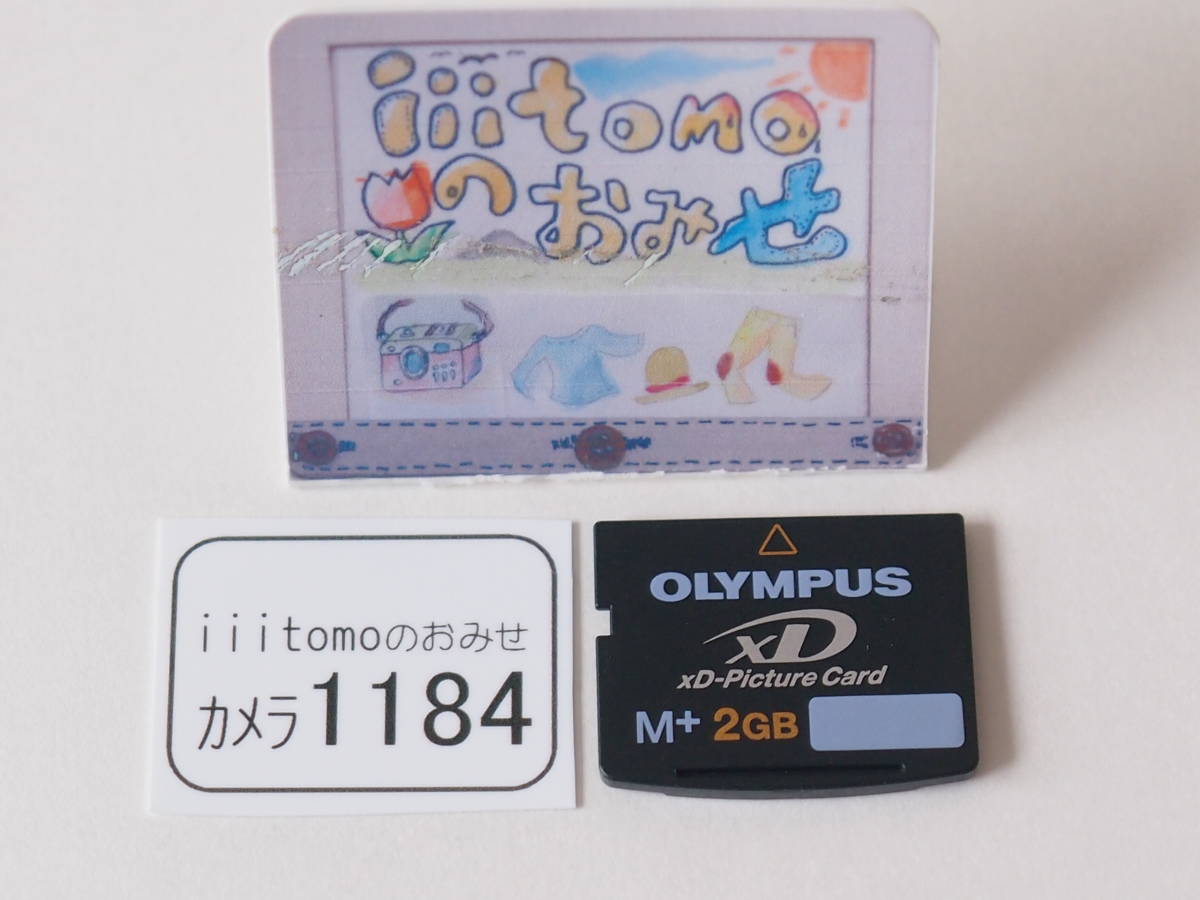 iiitomo
のおみせ
iiitomoのおみせ
カメラ1184
OLYMPUS
xD
xD-Picture Card
M+ 2GB